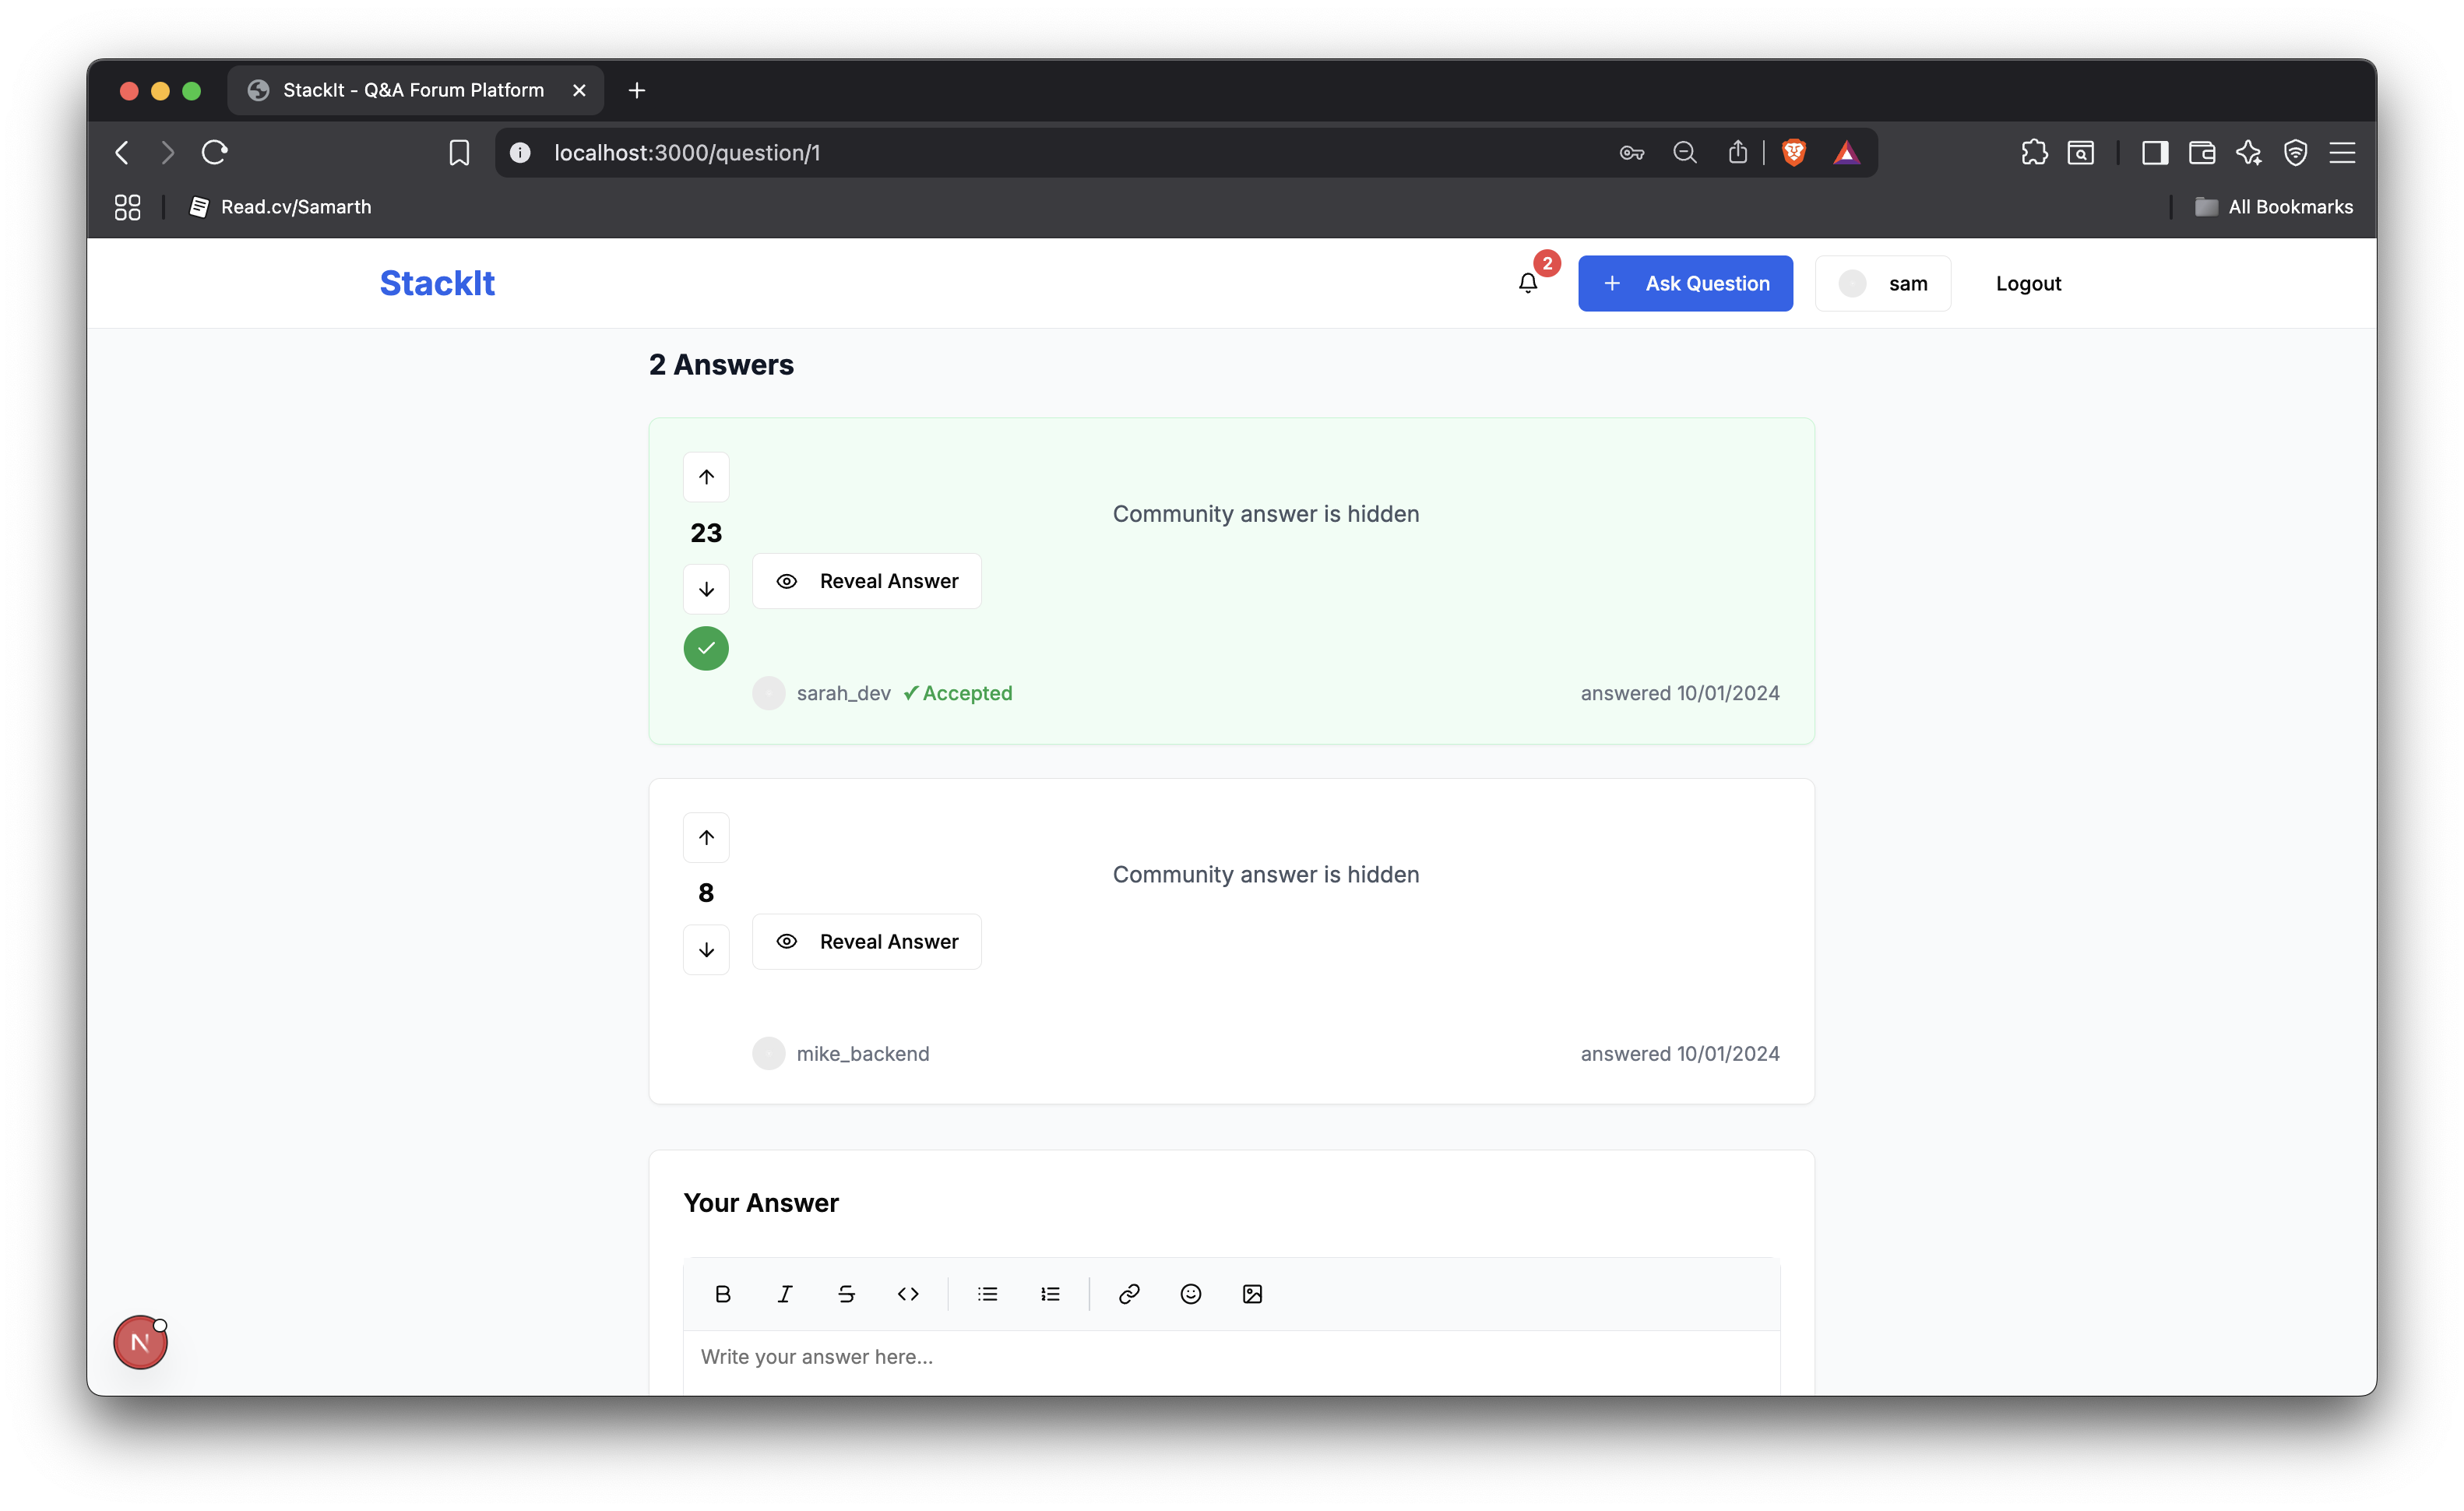 StackIt - Q&A Forum Platform
localhost:3000/question/1
Read.cv/Samarth
All Bookmarks
StackIt
2
Ask Question
sam
Logout
2 Answers
23
Community answer is hidden
Reveal Answer
sarah_dev ✓ Accepted
answered 10/01/2024
8
Community answer is hidden
Reveal Answer
mike_backend
answered 10/01/2024
Your Answer
Write your answer here...
N